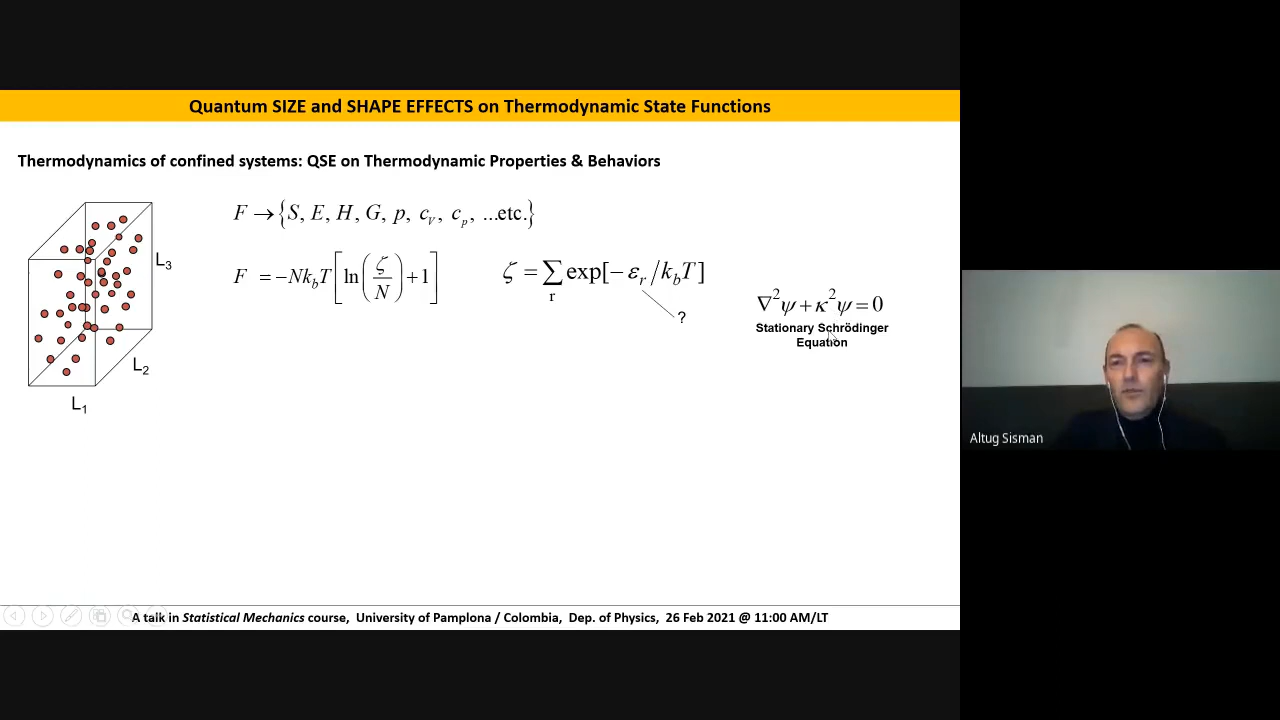 Quantum SIZE and SHAPE EFFECTS on Thermodynamic State Functions
Thermodynamics of confined systems: QSE on Thermodynamic Properties & Behaviors
F → {S, E, H, G, p, c_V, c_p, ...etc.}
F = −Nk_bT[ln(ζ/N)+1]
ζ = ∑_r exp[−ε_r/k_bT]
?
∇²ψ + κ²ψ = 0
Stationary Schrödinger
Equation
L₃
L₂
L₁
Altug Sisman
A talk in Statistical Mechanics course, University of Pamplona / Colombia, Dep. of Physics, 26 Feb 2021 @ 11:00 AM/LT